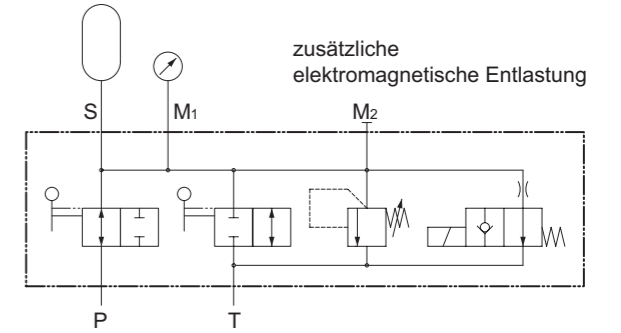 zusätzliche
elektromagnetische Entlastung
S
M1
M2
P
T